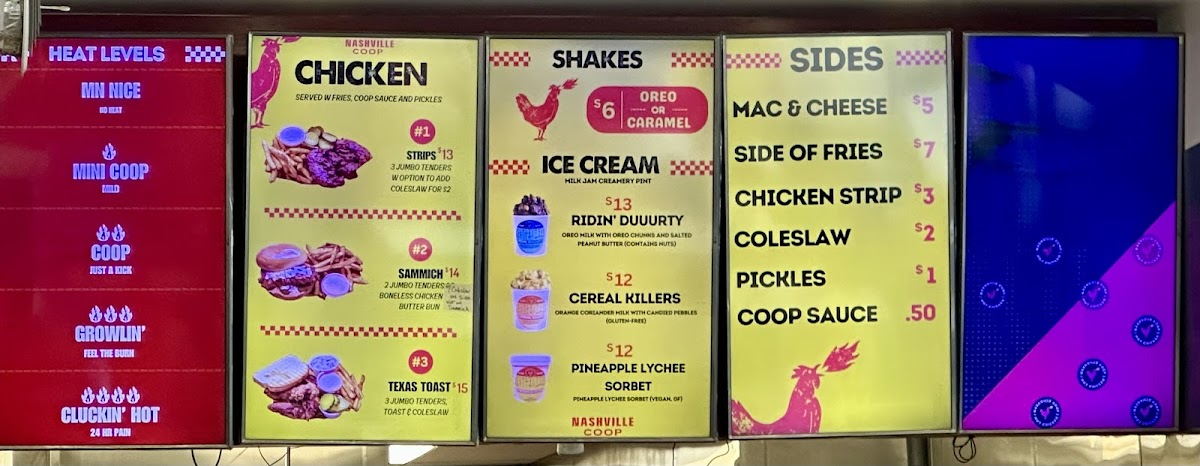 HEAT LEVELS
MN NICE
NO HEAT
MINI COOP
MILD
COOP
JUST A KICK
GROWLIN'
FEEL THE BURN
CLUCKIN' HOT
24 HR PAIN
NASHVILLE
COOP
CHICKEN
SERVED W FRIES, COOP SAUCE AND PICKLES
#1
STRIPS $13
3 JUMBO TENDERS
W OPTION TO ADD
COLESLAW FOR $2
#2
SAMMICH $14
2 JUMBO TENDERS
BONELESS CHICKEN
BUTTER BUN
#3
TEXAS TOAST $15
3 JUMBO TENDERS,
TOAST & COLESLAW
SHAKES
$6 OREO
OR
CARAMEL
ICE CREAM
MILK JAM CREAMERY PINT
$13
RIDIN' DUUURTY
OREO MILK WITH OREO CHUNKS AND SALTED
PEANUT BUTTER (CONTAINS NUTS)
$12
CEREAL KILLERS
ORANGE CORIANDER MILK WITH CANDIED PEBBLES
(GLUTEN-FREE)
$12
PINEAPPLE LYCHEE
SORBET
PINEAPPLE LYCHEE SORBET (VEGAN, GF)
NASHVILLE
COOP
SIDES
MAC & CHEESE $5
SIDE OF FRIES $7
CHICKEN STRIP $3
COLESLAW $2
PICKLES $1
COOP SAUCE .50